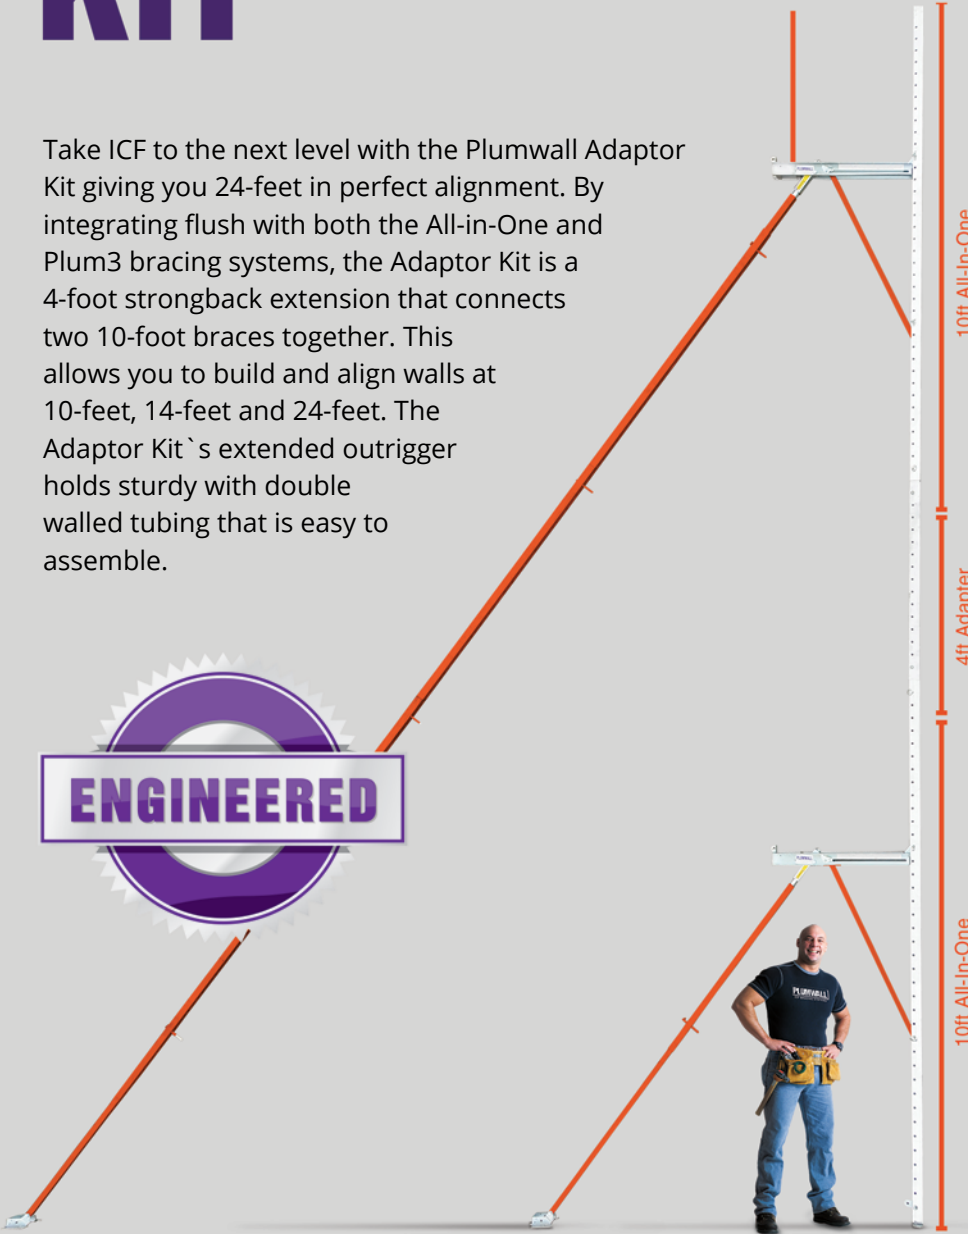 KIT
Take ICF to the next level with the Plumwall Adaptor
Kit giving you 24-feet in perfect alignment. By
integrating flush with both the All-in-One and
Plum3 bracing systems, the Adaptor Kit is a
4-foot strongback extension that connects
two 10-foot braces together. This
allows you to build and align walls at
10-feet, 14-feet and 24-feet. The
Adaptor Kit`s extended outrigger
holds sturdy with double
walled tubing that is easy to
assemble.
ENGINEERED
10ft All-In-One
4ft Adapter
10ft All-In-One
PLUMWALL
PLUMWALL
PLUMWALL